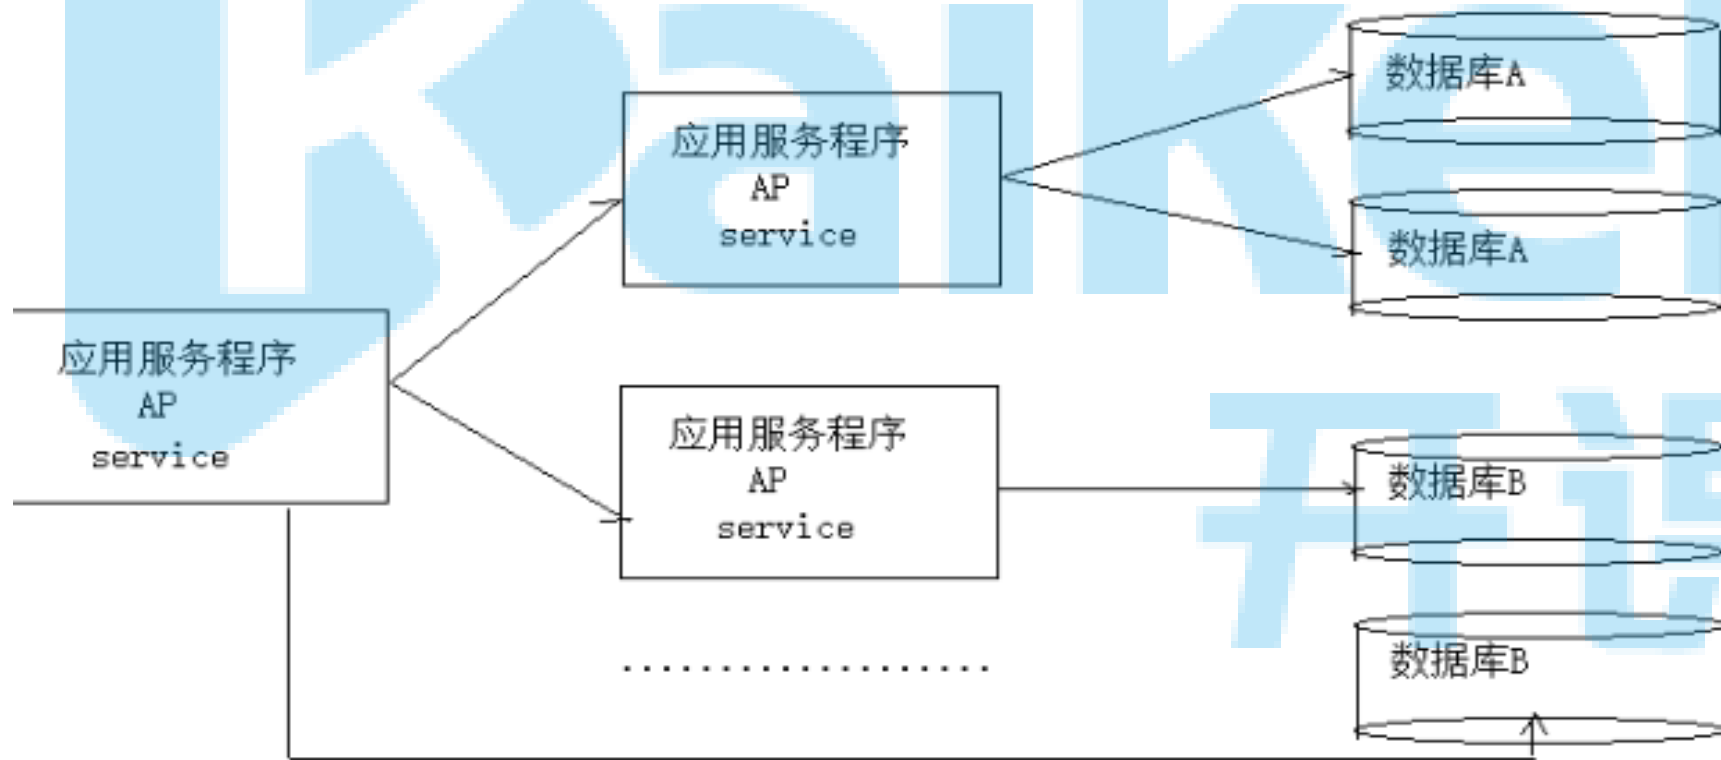 数据库A
应用服务程序
AP
service
数据库A
应用服务程序
AP
service
应用服务程序
AP
service
数据库B
..................
数据库B